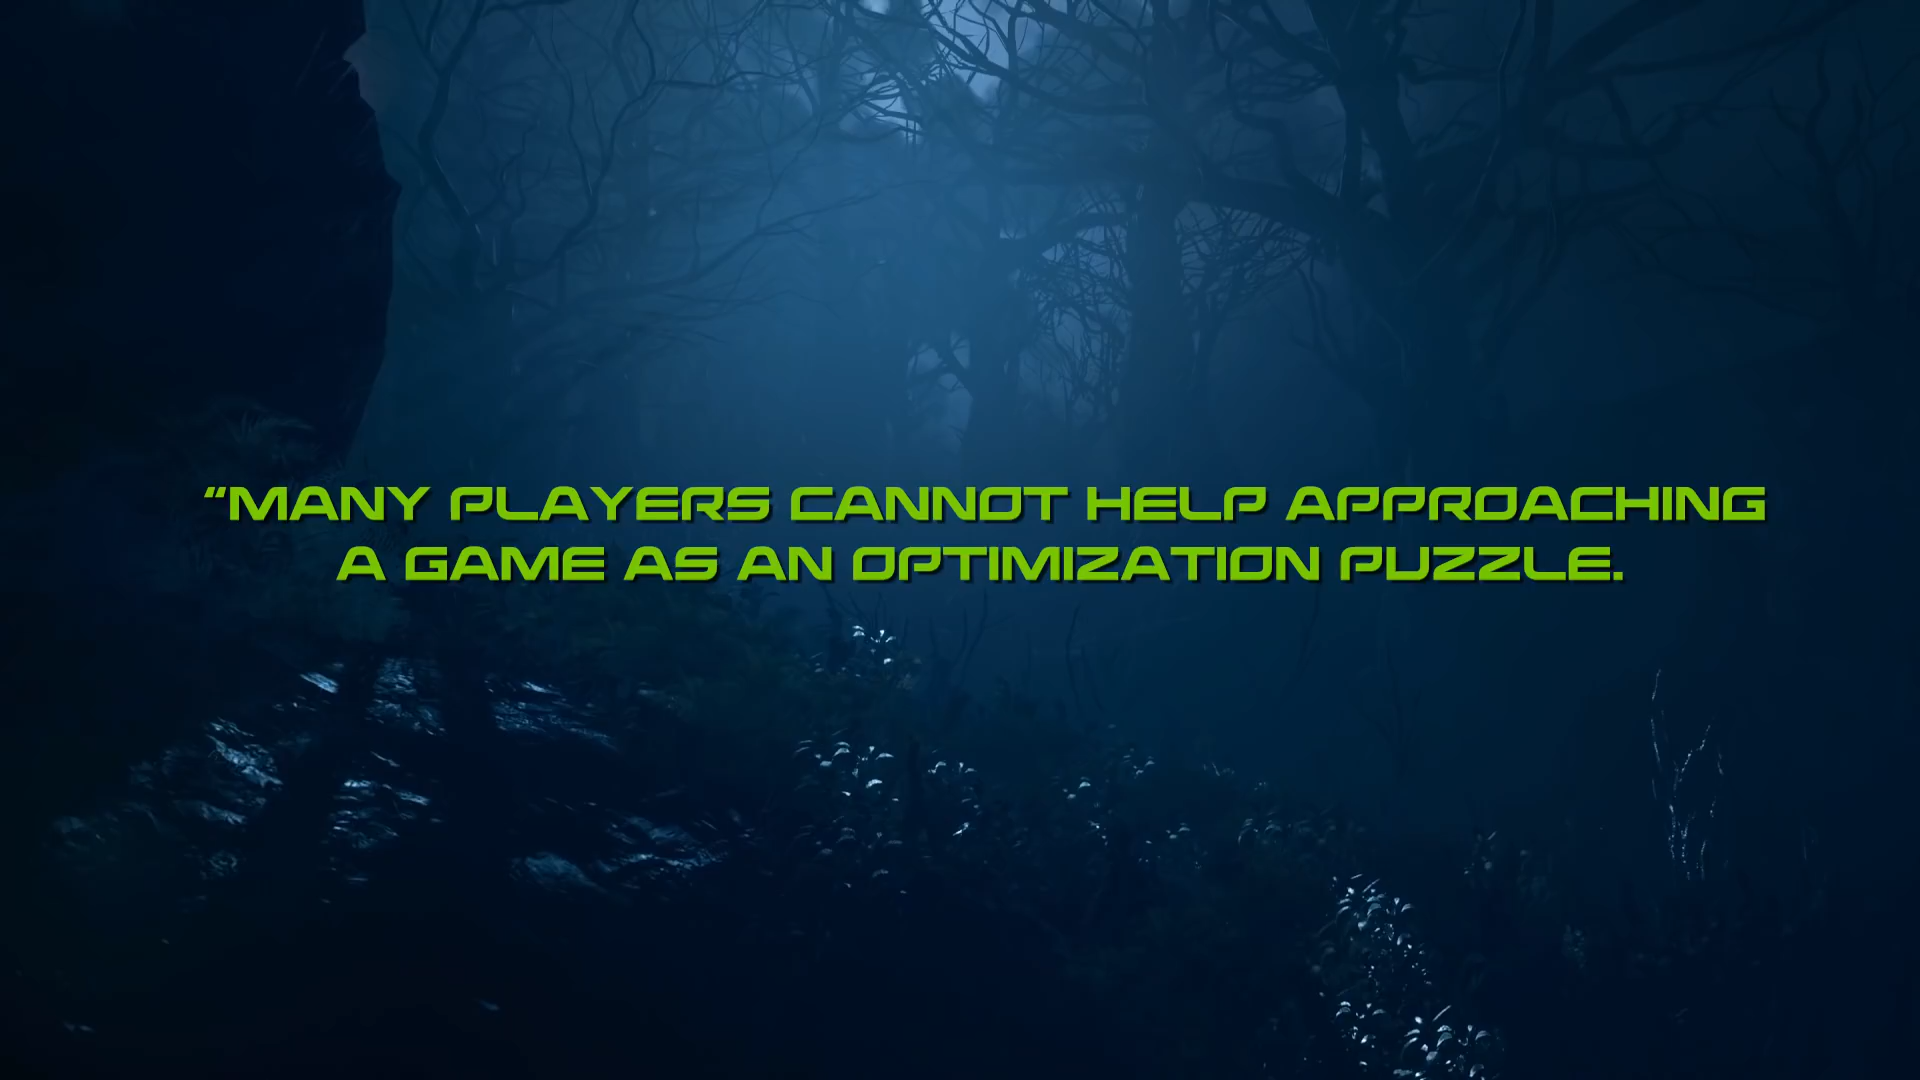 “MANY PLAYERS CANNOT HELP APPROACHING
A GAME AS AN OPTIMIZATION PUZZLE.